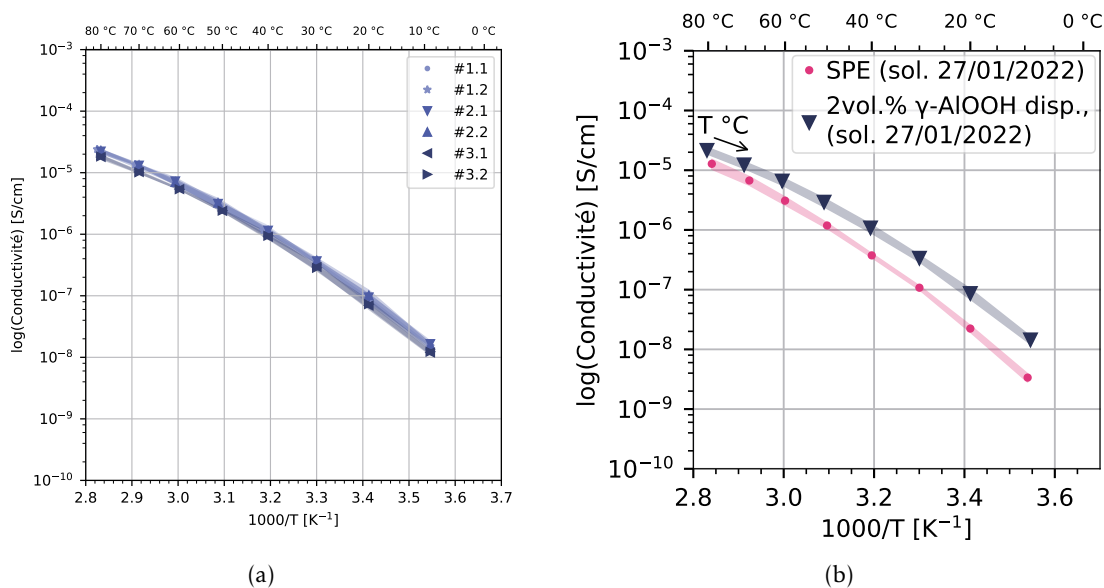 80 °C 70 °C 60 °C 50 °C 40 °C 30 °C 20 °C 10 °C 0 °C
10⁻³
10⁻⁴
10⁻⁵
10⁻⁶
10⁻⁷
10⁻⁸
10⁻⁹
10⁻¹⁰
log(Conductivité) [S/cm]
#1.1
#1.2
#2.1
#2.2
#3.1
#3.2
2.8 2.9 3.0 3.1 3.2 3.3 3.4 3.5 3.6 3.7
1000/T [K⁻¹]
(a)
80 °C 60 °C 40 °C 20 °C 0 °C
10⁻³
10⁻⁴
10⁻⁵
10⁻⁶
10⁻⁷
10⁻⁸
10⁻⁹
10⁻¹⁰
log(Conductivité) [S/cm]
SPE (sol. 27/01/2022)
2vol.% γ-AlOOH disp.,
(sol. 27/01/2022)
T °C
2.8 3.0 3.2 3.4 3.6
1000/T [K⁻¹]
(b)